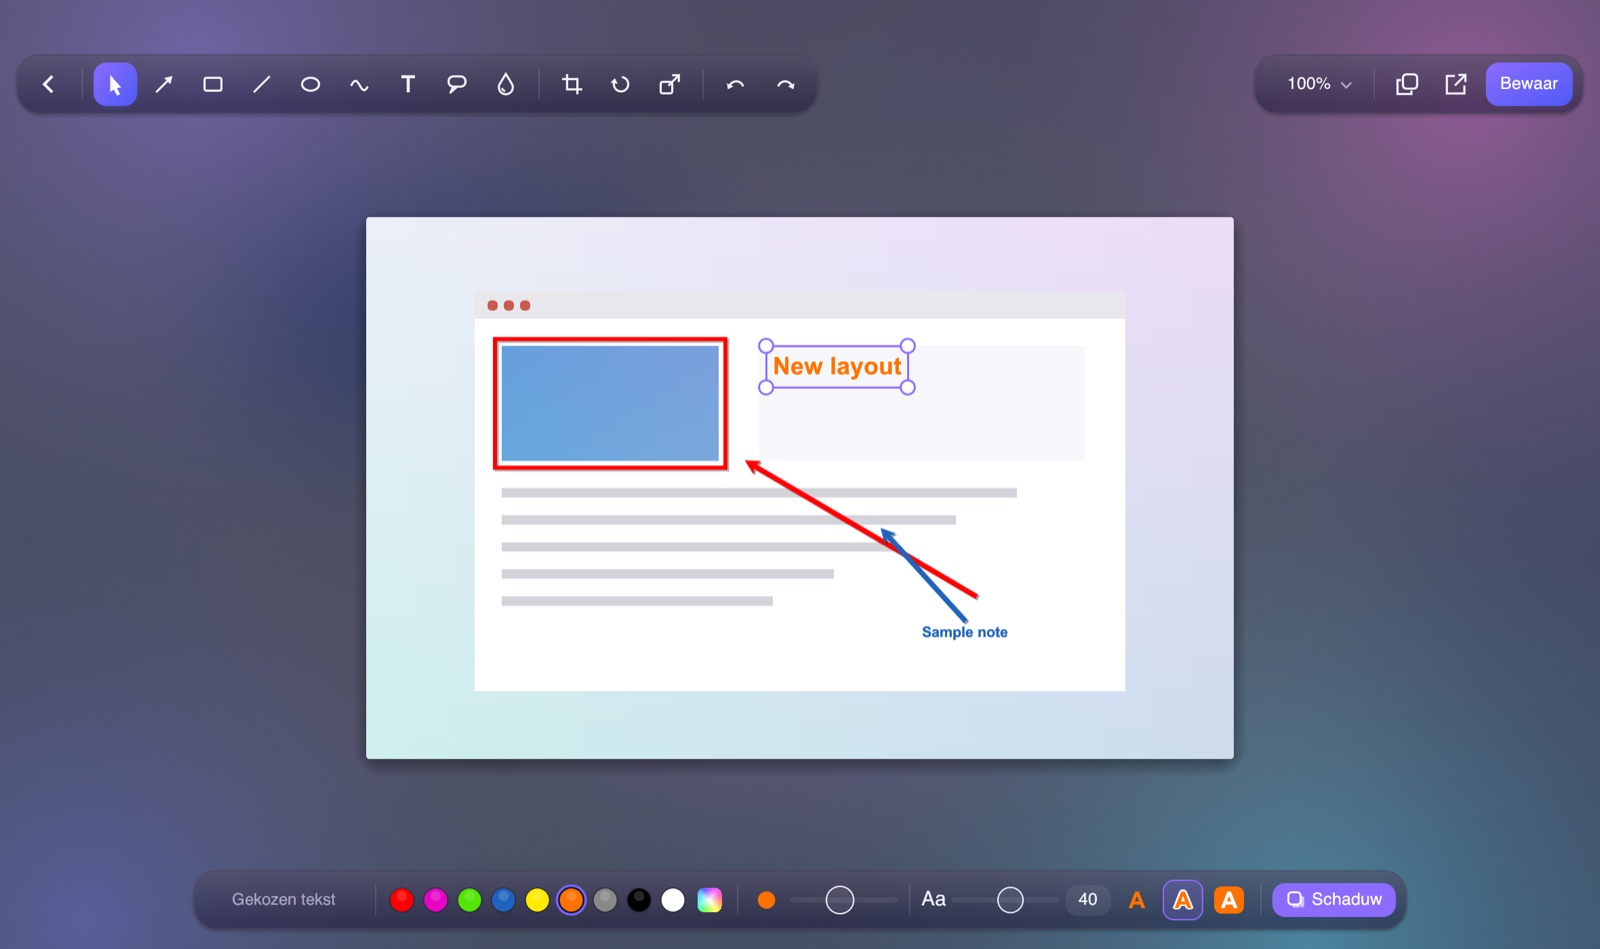 T
100%
Bewaar
New layout
Sample note
Gekozen tekst
Aa
40
A
A
A
Schaduw